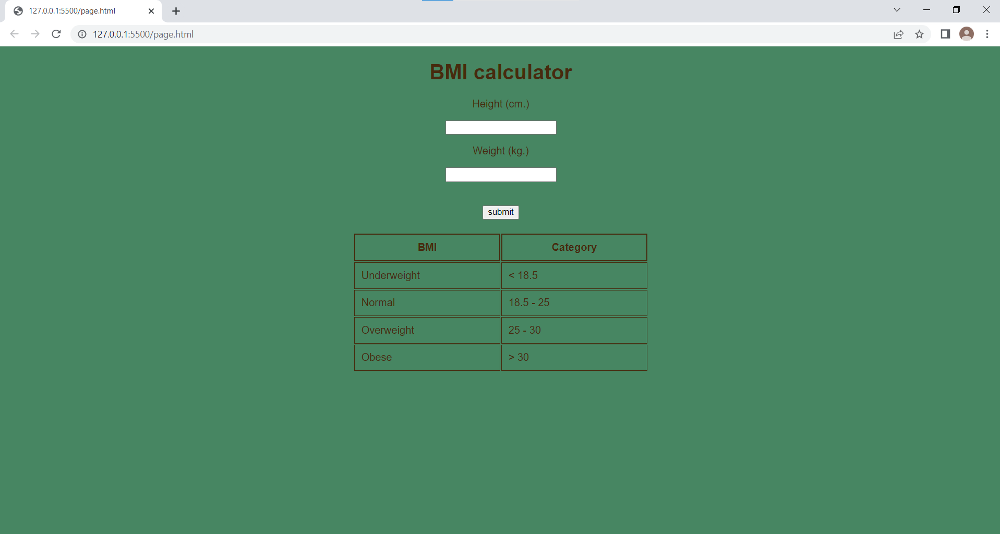 127.0.0.1:5500/page.html
127.0.0.1:5500/page.html
BMI calculator
Height (cm.)
Weight (kg.)
submit
BMI Category
Underweight < 18.5
Normal 18.5 - 25
Overweight 25 - 30
Obese > 30